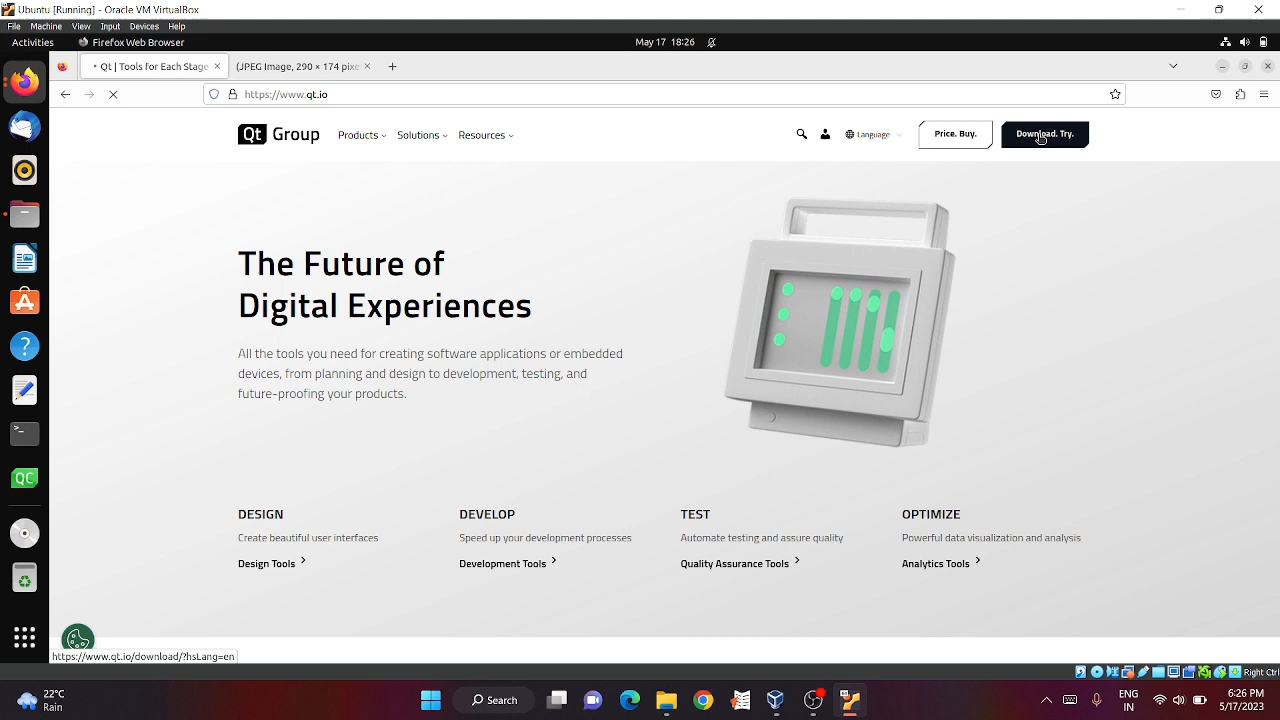 Ubuntu [Running] - Oracle VM VirtualBox
File Machine View Input Devices Help
Activities Firefox Web Browser May 17 18:26
Qt | Tools for Each Stage (JPEG Image, 290 × 174 pixe
https://www.qt.io
Qt Group Products Solutions Resources Language Price. Buy. Download. Try.
The Future of
Digital Experiences
All the tools you need for creating software applications or embedded
devices, from planning and design to development, testing, and
future-proofing your products.
DESIGN DEVELOP TEST OPTIMIZE
Create beautiful user interfaces Speed up your development processes Automate testing and assure quality Powerful data visualization and analysis
Design Tools Development Tools Quality Assurance Tools Analytics Tools
QC
https://www.qt.io/download/?hsLang=en
Right Ctrl
22°C
Rain
Search
ENG
IN
6:26 PM
5/17/2023